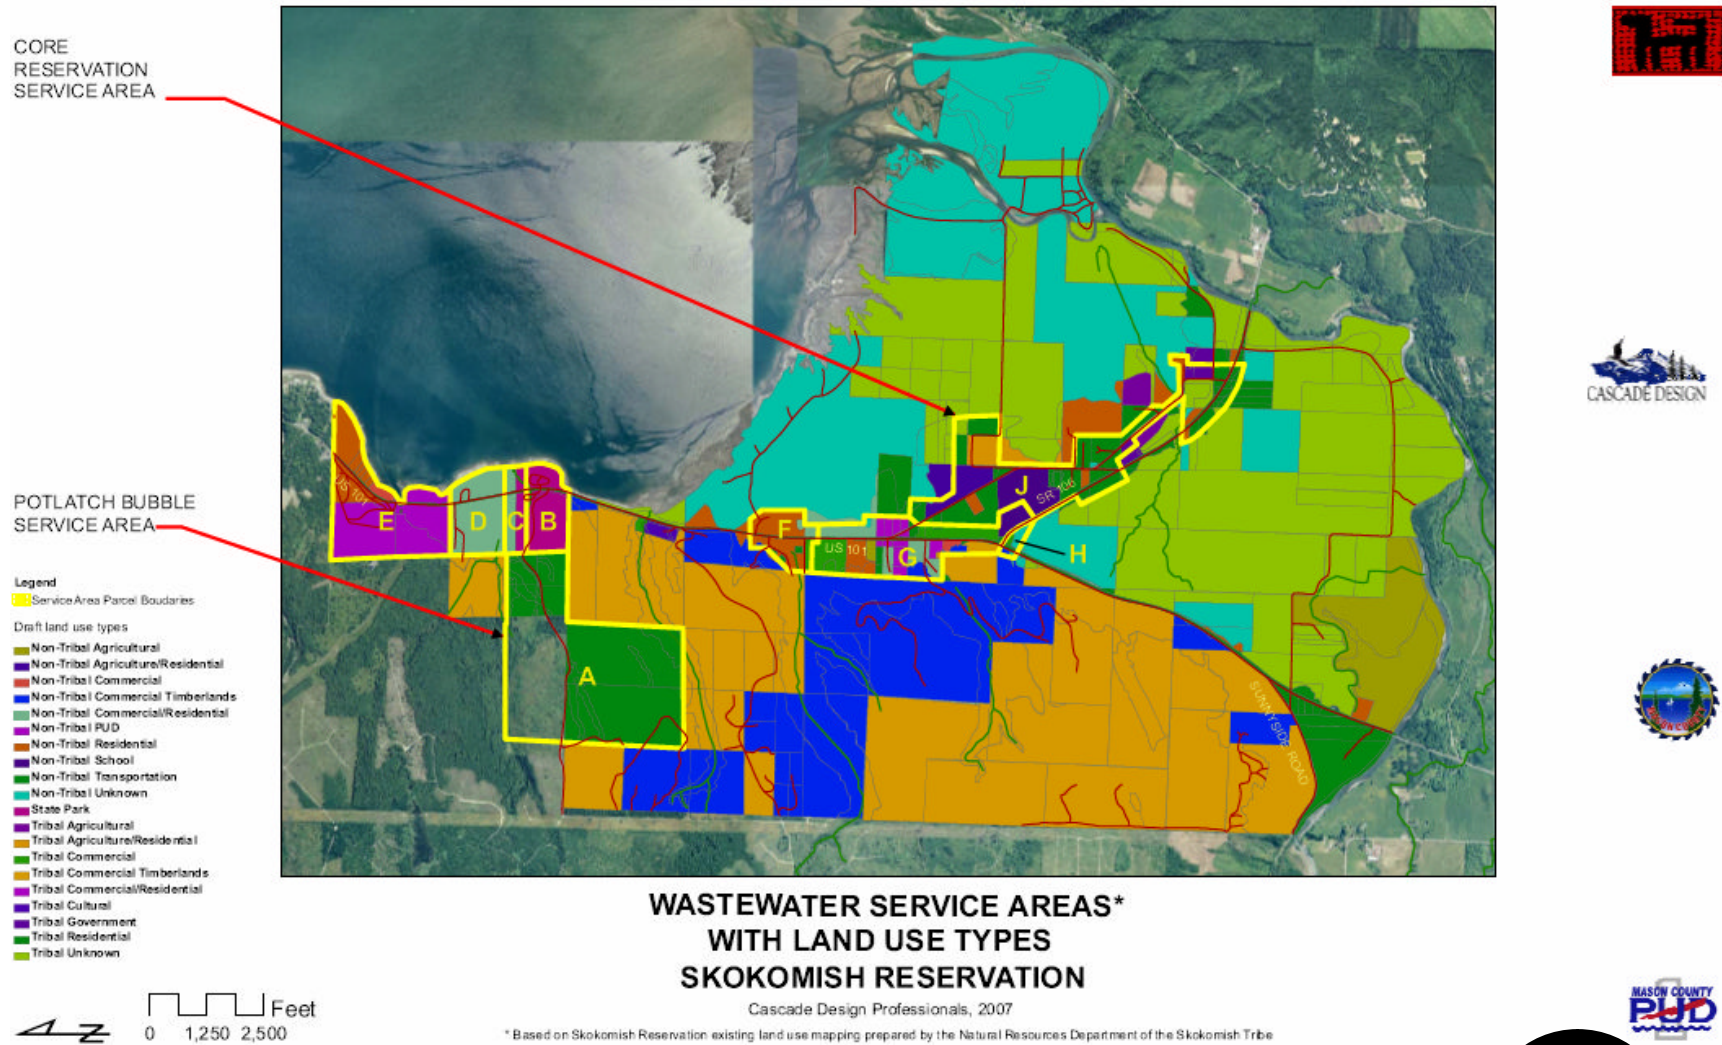 CORE
RESERVATION
SERVICE AREA
POTLATCH BUBBLE
SERVICE AREA
US 101
E
D
C
B
A
F
US 101
G
H
J
SR 106
SUNNYSIDE ROAD
CASCADE DESIGN
Legend
Service Area Parcel Boudaries
Draft land use types
Non-Tribal Agricultural
Non-Tribal Agriculture/Residential
Non-Tribal Commercial
Non-Tribal Commercial Timberlands
Non-Tribal Commercial/Residential
Non-Tribal PUD
Non-Tribal Residential
Non-Tribal School
Non-Tribal Transportation
Non-Tribal Unknown
State Park
Tribal Agricultural
Tribal Agriculture/Residential
Tribal Commercial
Tribal Commercial Timberlands
Tribal Commercial/Residential
Tribal Cultural
Tribal Government
Tribal Residential
Tribal Unknown
Z
Feet
0 1,250 2,500
WASTEWATER SERVICE AREAS*
WITH LAND USE TYPES
SKOKOMISH RESERVATION
Cascade Design Professionals, 2007
* Based on Skokomish Reservation existing land use mapping prepared by the Natural Resources Department of the Skokomish Tribe
MASON COUNTY
PUD
1